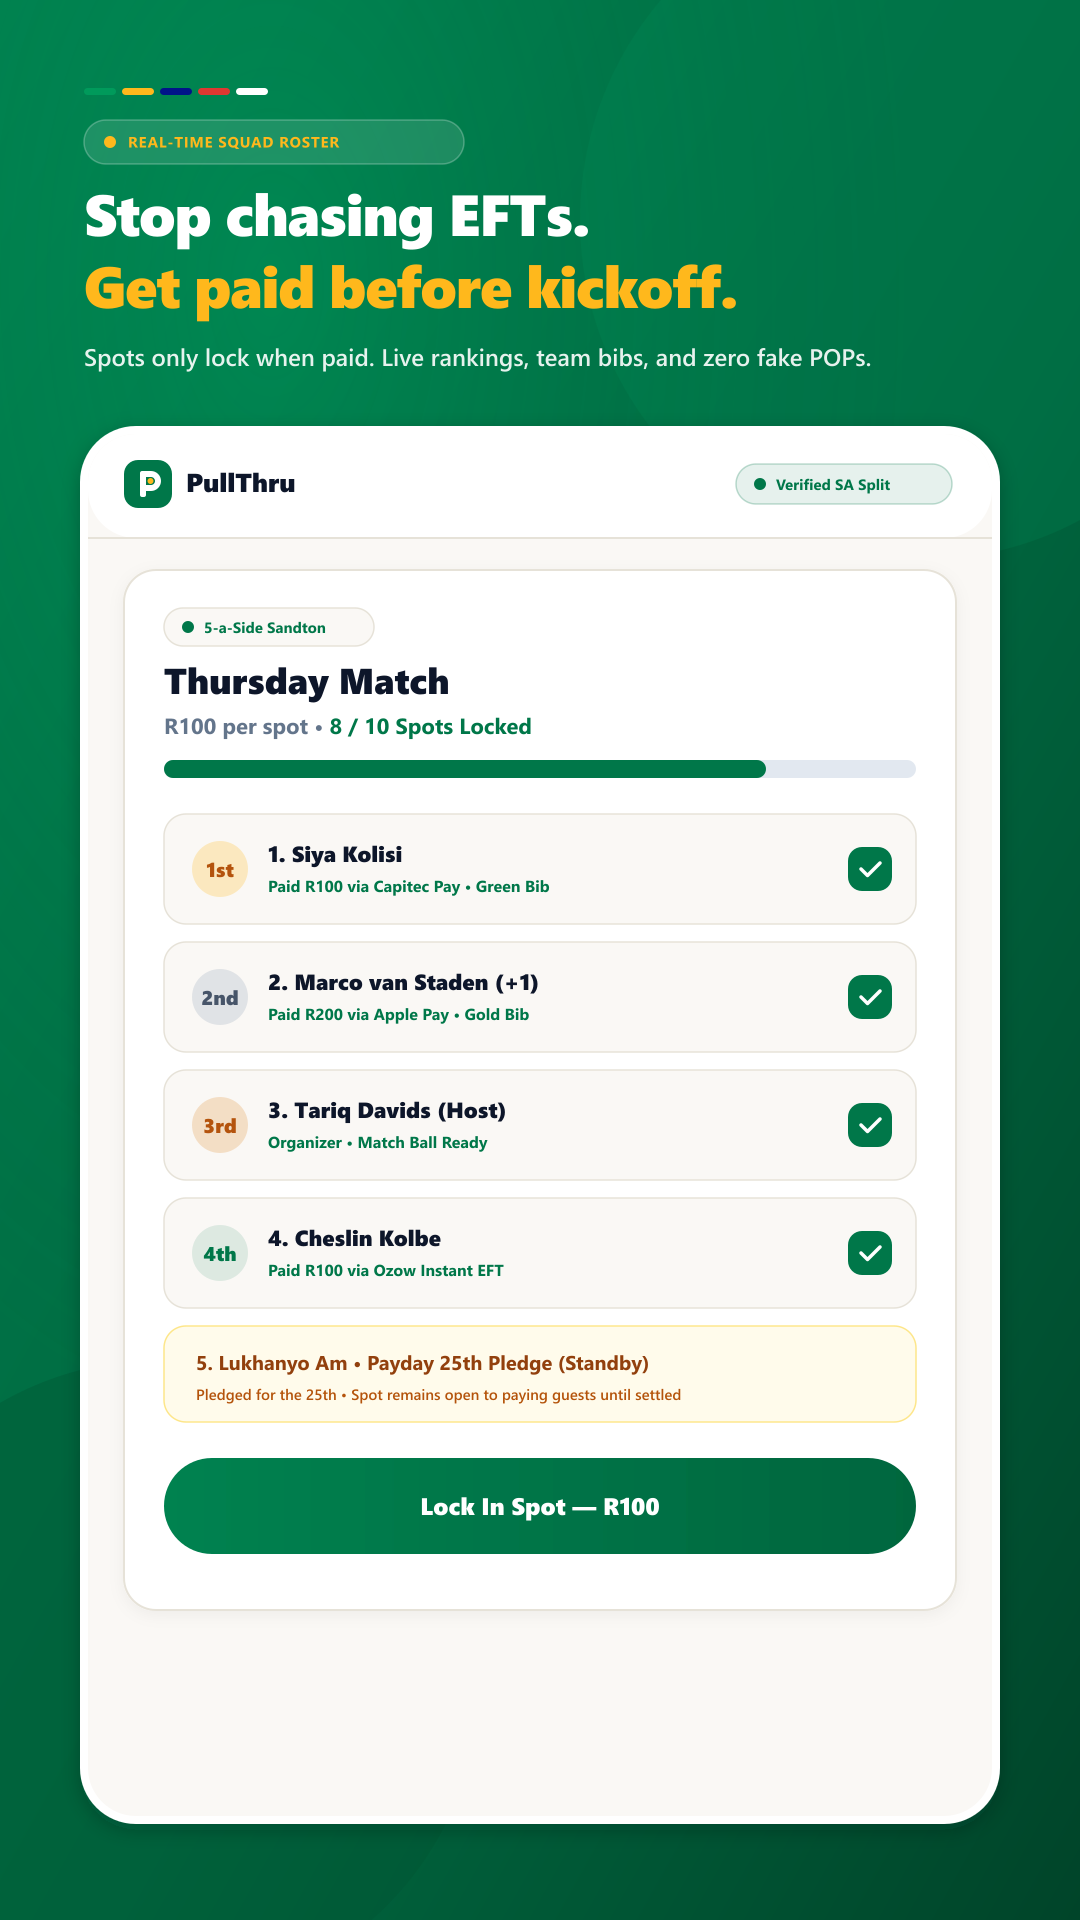 REAL-TIME SQUAD ROSTER
Stop chasing EFTs.
Get paid before kickoff.
Spots only lock when paid. Live rankings, team bibs, and zero fake POPs.
P PullThru
Verified SA Split
5-a-Side Sandton
Thursday Match
R100 per spot • 8 / 10 Spots Locked
1st
1. Siya Kolisi
Paid R100 via Capitec Pay • Green Bib
2nd
2. Marco van Staden (+1)
Paid R200 via Apple Pay • Gold Bib
3rd
3. Tariq Davids (Host)
Organizer • Match Ball Ready
4th
4. Cheslin Kolbe
Paid R100 via Ozow Instant EFT
5. Lukhanyo Am • Payday 25th Pledge (Standby)
Pledged for the 25th • Spot remains open to paying guests until settled
Lock In Spot — R100